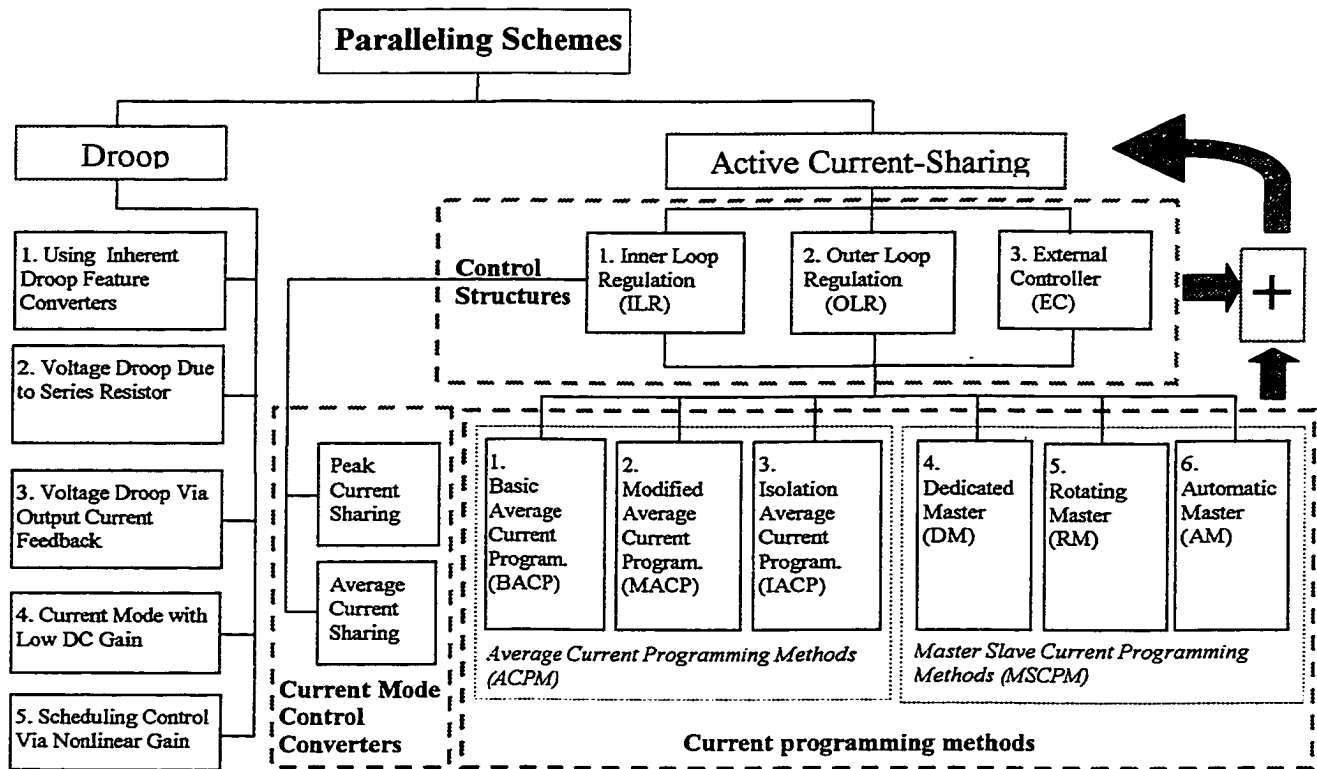 Paralleling Schemes
Droop
Active Current-Sharing
1. Using Inherent
Droop Feature
Converters
2. Voltage Droop Due
to Series Resistor
3. Voltage Droop Via
Output Current
Feedback
4. Current Mode with
Low DC Gain
5. Scheduling Control
Via Nonlinear Gain
Control
Structures
1. Inner Loop
Regulation
(ILR)
2. Outer Loop
Regulation
(OLR)
3. External
Controller
(EC)
+
Peak
Current
Sharing
Average
Current
Sharing
Current Mode
Control
Converters
1.
Basic
Average
Current
Program.
(BACP)
2.
Modified
Average
Current
Program.
(MACP)
3.
Isolation
Average
Current
Program.
(IACP)
Average Current Programming Methods
(ACPM)
4.
Dedicated
Master
(DM)
5.
Rotating
Master
(RM)
6.
Automatic
Master
(AM)
Master Slave Current Programming
Methods (MSCPM)
Current programming methods